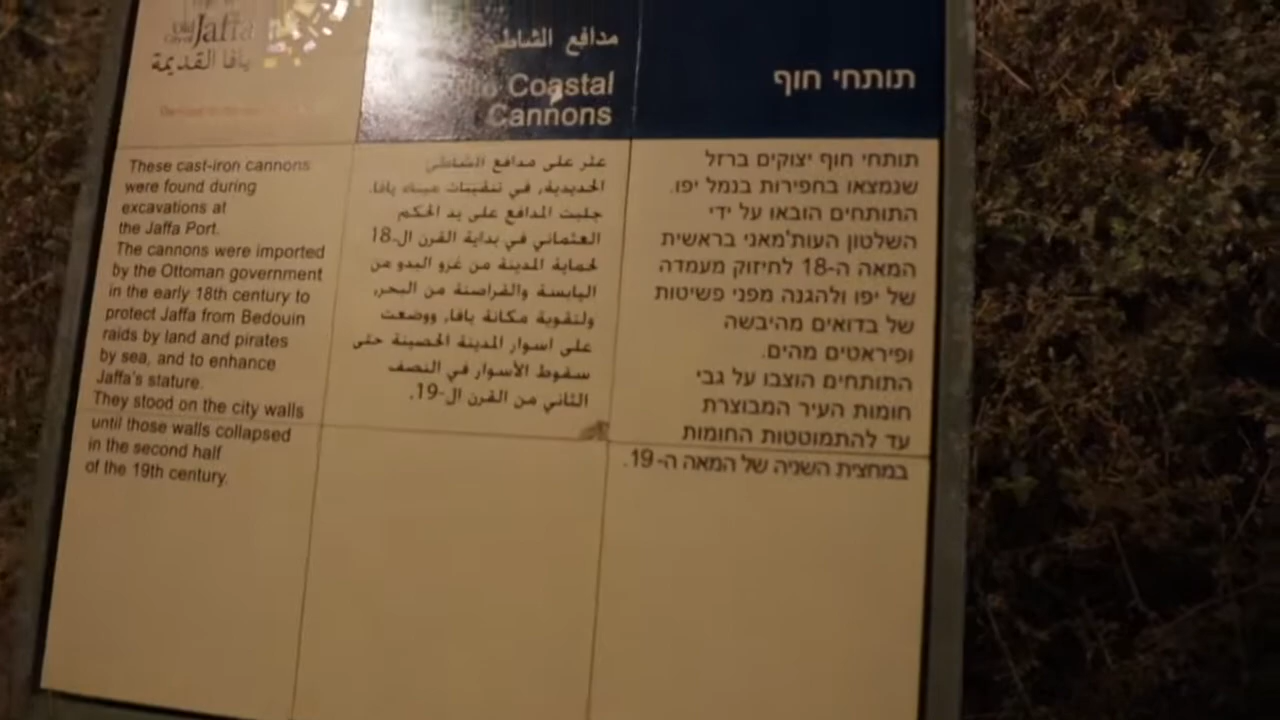 Old
City of Jaffa
يافا القديمة
مدافع الشاطئ
Coastal
Cannons
תותחי חוף
These cast-iron cannons
were found during
excavations at
the Jaffa Port.
The cannons were imported
by the Ottoman government
in the early 18th century to
protect Jaffa from Bedouin
raids by land and pirates
by sea, and to enhance
Jaffa's stature.
They stood on the city walls
until those walls collapsed
in the second half
of the 19th century.
عثر على مدافع الشاطئ
الحديدية، في تنقيبات ميناء يافا.
جلبت المدافع على يد الحكم
العثماني في بداية القرن ال-18
لحماية المدينة من غزو البدو من
اليابسة والقراصنة من البحر،
ولتقوية مكانة يافا، ووضعت
على اسوار المدينة الحصينة حتى
سقوط الأسوار في النصف
الثاني من القرن ال-19.
תותחי חוף יצוקים ברזל
שנמצאו בחפירות בנמל יפו.
התותחים הובאו על ידי
השלטון העות'מאני בראשית
המאה ה-18 לחיזוק מעמדה
של יפו ולהגנה מפני פשיטות
של בדואים מהיבשה
ופיראטים מהים.
התותחים הוצבו על גבי
חומות העיר המבוצרת
עד להתמוטטות החומות
במחצית השניה של המאה ה-19.